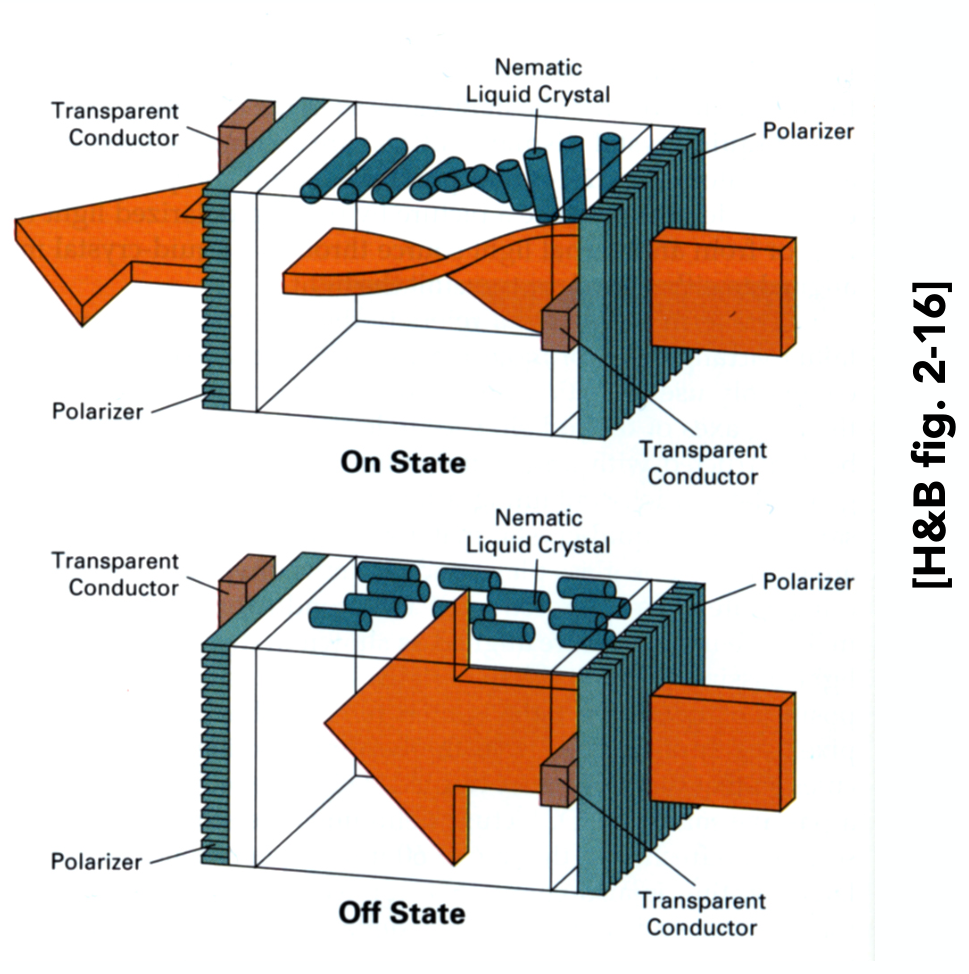 Nematic
Liquid Crystal
Transparent
Conductor
Polarizer
Polarizer
Transparent
Conductor
On State
Nematic
Liquid Crystal
Transparent
Conductor
Polarizer
Polarizer
Transparent
Conductor
Off State
[H&B fig. 2-16]